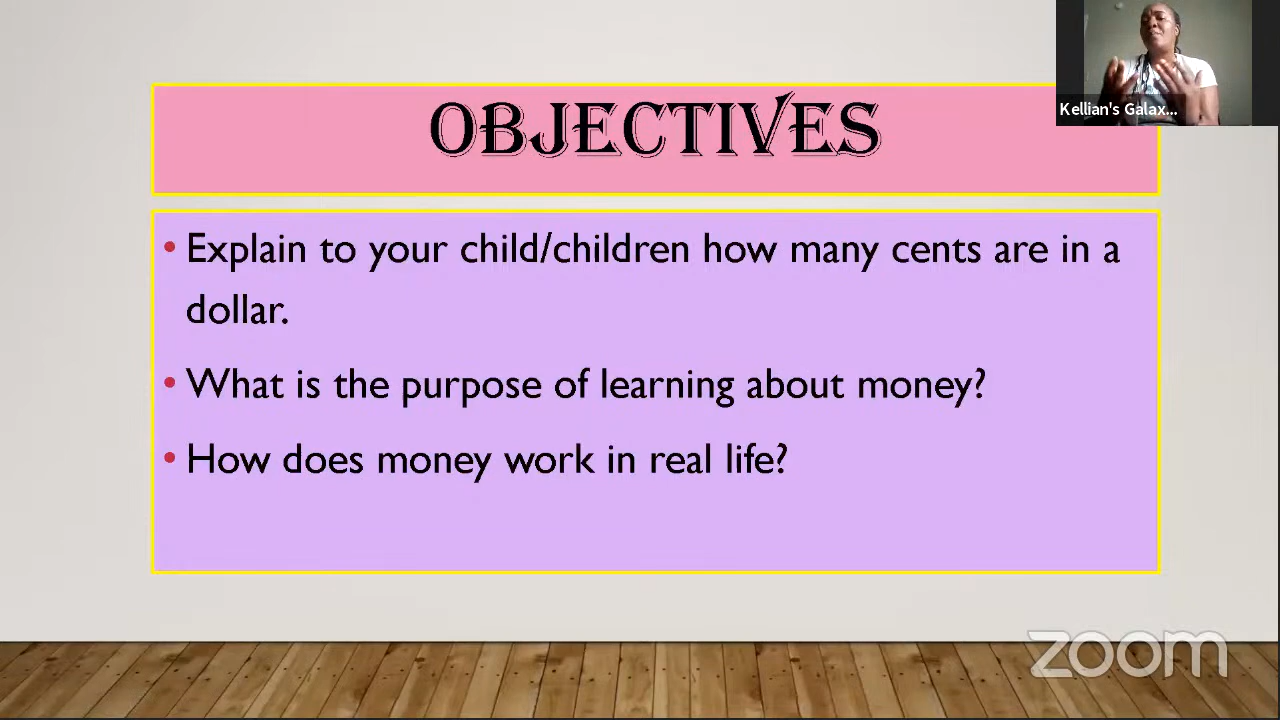 Kellian's Galax...
OBJECTIVES
• Explain to your child/children how many cents are in a
dollar.
• What is the purpose of learning about money?
• How does money work in real life?
zoom